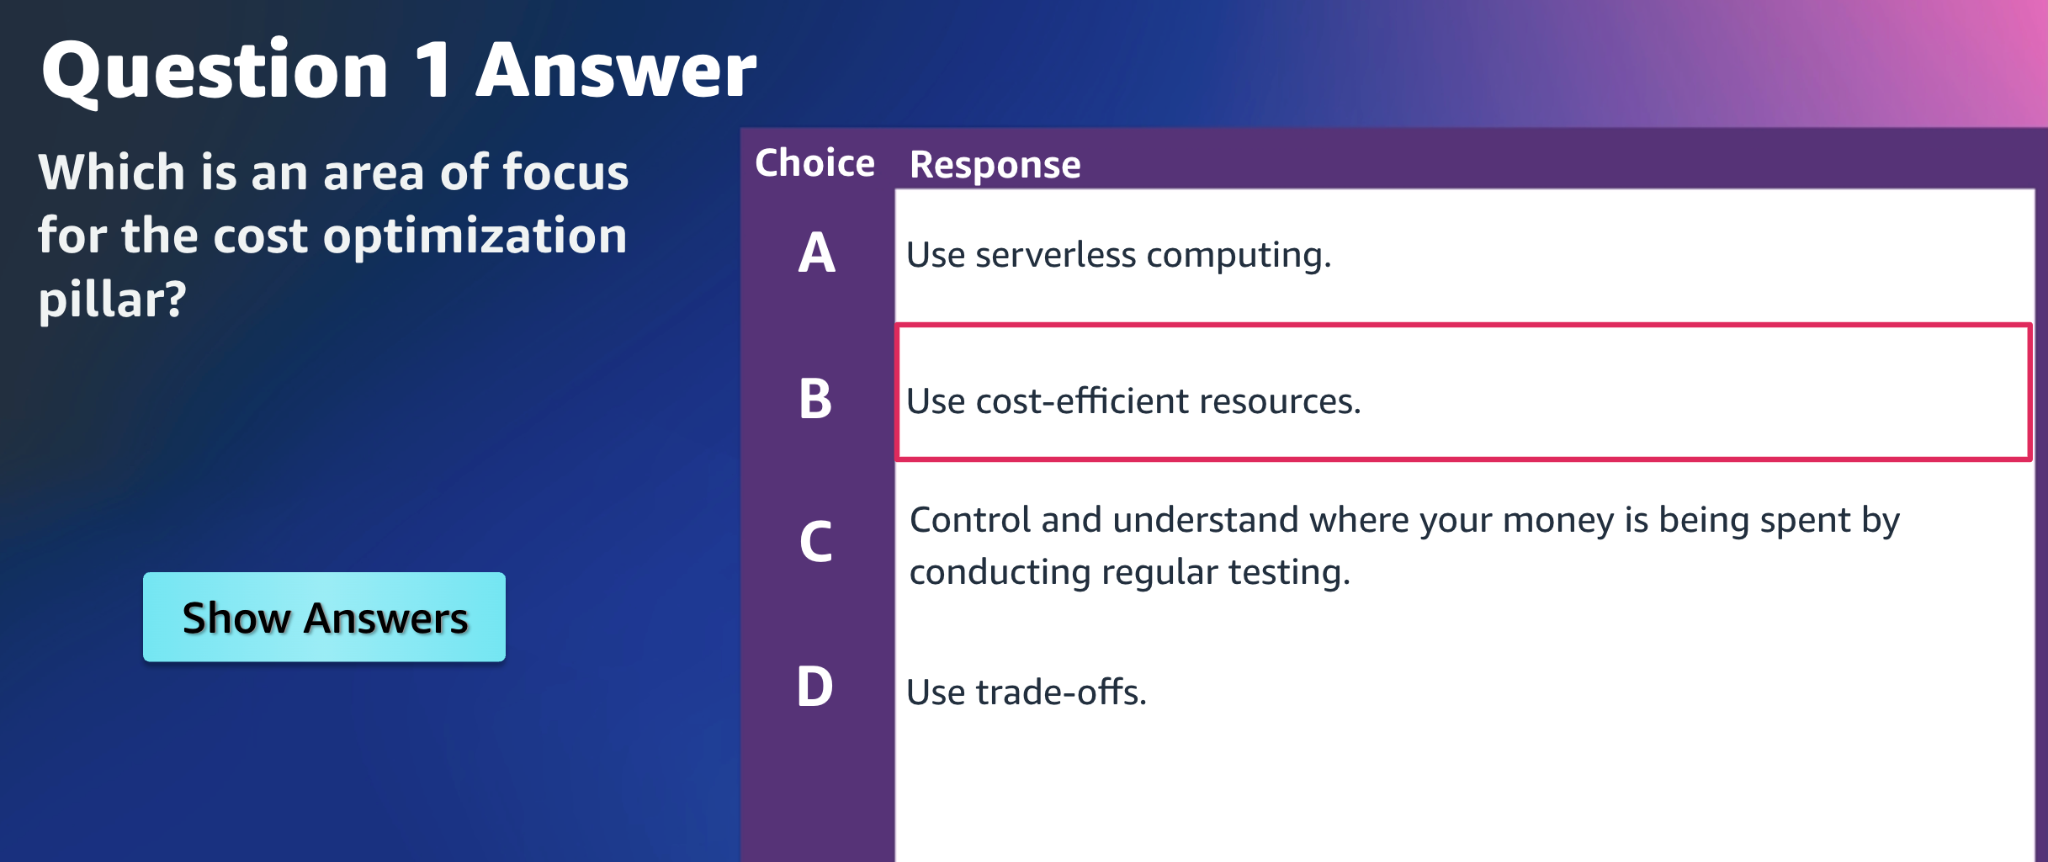 Question 1 Answer
Which is an area of focus
for the cost optimization
pillar?
Show Answers
Choice Response
A Use serverless computing.
B Use cost-efficient resources.
C Control and understand where your money is being spent by
conducting regular testing.
D Use trade-offs.